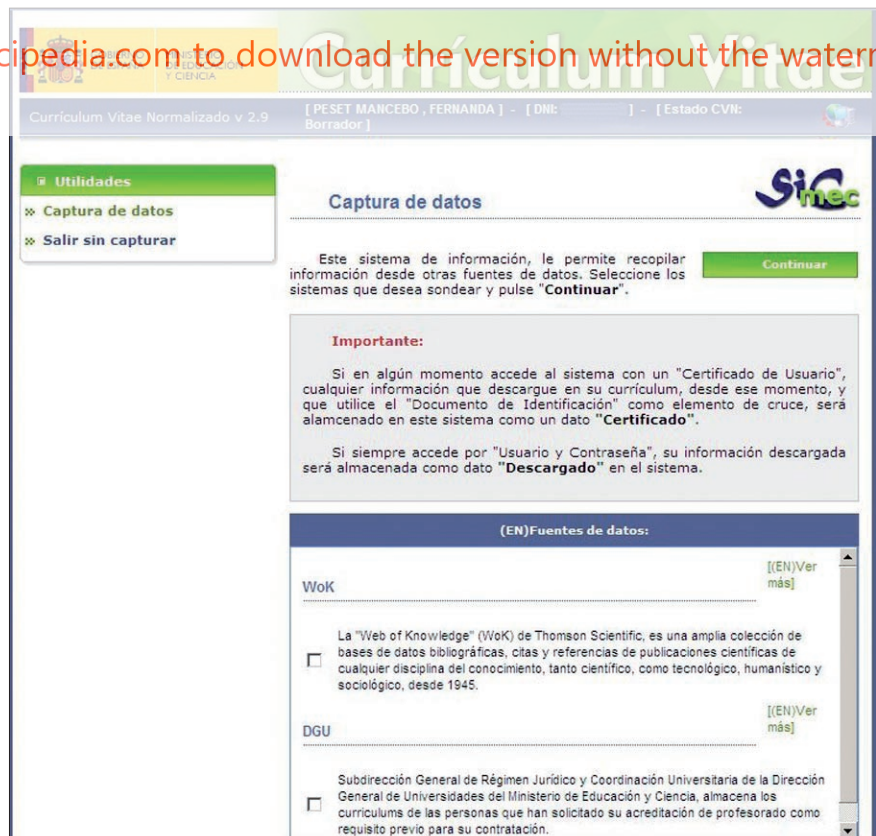 cipedia.com to download the version without the waterm
GOBIERNO DE ESPAÑA
MINISTERIO DE EDUCACIÓN Y CIENCIA
Currículum Vitae
Curriculum Vitae Normalizado v 2.9
[ PESET MANCEBO , FERNANDA ] - [ DNI: ] - [ Estado CVN:
Borrador ]
Utilidades
» Captura de datos
» Salir sin capturar
Captura de datos
Simec
Este sistema de información, le permite recopilar
información desde otras fuentes de datos. Seleccione los
sistemas que desea sondear y pulse "Continuar".
Continuar
Importante:
Si en algún momento accede al sistema con un "Certificado de Usuario",
cualquier información que descargue en su currículum, desde ese momento, y
que utilice el "Documento de Identificación" como elemento de cruce, será
alamcenado en este sistema como un dato "Certificado".
Si siempre accede por "Usuario y Contraseña", su información descargada
será almacenada como dato "Descargado" en el sistema.
(EN)Fuentes de datos:
WoK
[(EN)Ver
más]
La "Web of Knowledge" (WoK) de Thomson Scientific, es una amplia colección de
bases de datos bibliográficas, citas y referencias de publicaciones científicas de
cualquier disciplina del conocimiento, tanto científico, como tecnológico, humanístico y
sociológico, desde 1945.
DGU
[(EN)Ver
más]
Subdirección General de Régimen Jurídico y Coordinación Universitaria de la Dirección
General de Universidades del Ministerio de Educación y Ciencia, almacena los
curriculums de las personas que han solicitado su acreditación de profesorado como
requisito previo para su contratación.